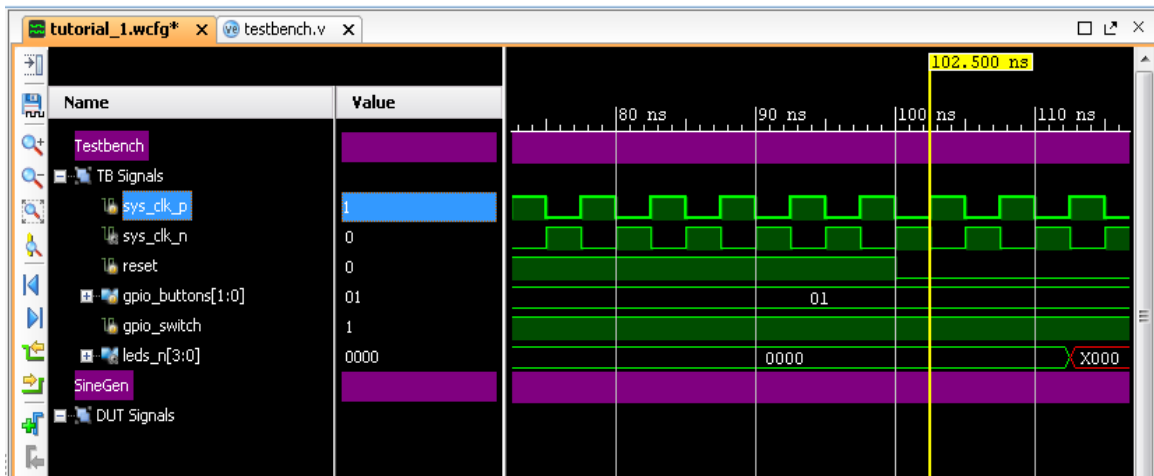 tutorial_1.wcfg* x testbench.v x
102.500 ns
Name Value
80 ns 90 ns 100 ns 110 ns
Testbench
TB Signals
sys_clk_p 1
sys_clk_n 0
reset 0
gpio_buttons[1:0] 01 01
gpio_switch 1
leds_n[3:0] 0000 0000 X000
SineGen
DUT Signals